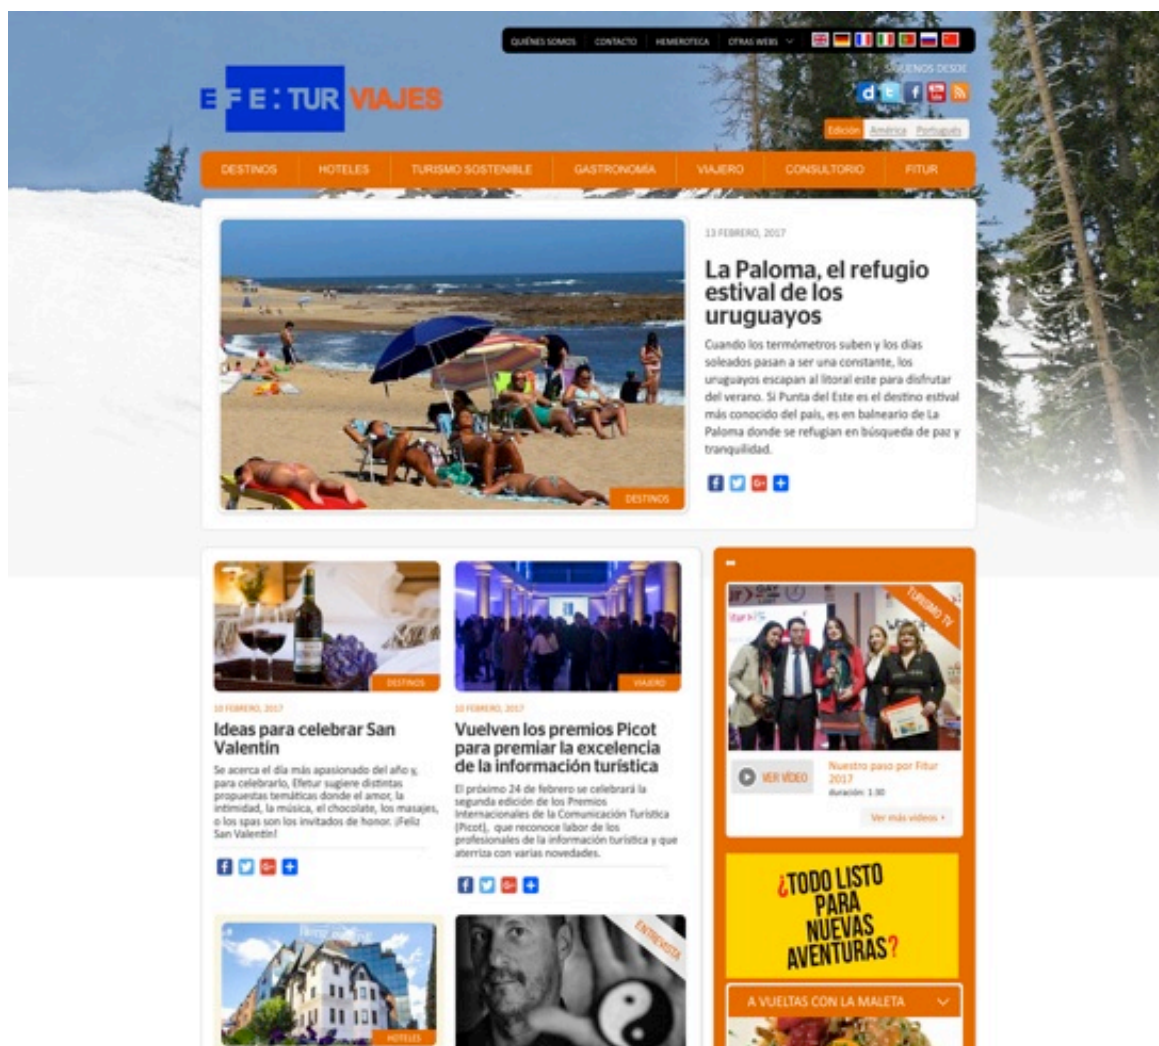 QUIÉNES SOMOS CONTACTO HEMEROTECA OTRAS WEBS
SÍGUENOS DESDE
EFE:TUR VIAJES
Edición América Portugués
DESTINOS HOTELES TURISMO SOSTENIBLE GASTRONOMÍA VIAJERO CONSULTORIO FITUR
13 FEBRERO, 2017
La Paloma, el refugio
estival de los
uruguayos
Cuando los termómetros suben y los días
soleados pasan a ser una constante, los
uruguayos escapan al litoral este para disfrutar
del verano. Si Punta del Este es el destino estival
más conocido del país, es en balneario de La
Paloma donde se refugian en búsqueda de paz y
tranquilidad.
DESTINOS
DESTINOS
10 FEBRERO, 2017
Ideas para celebrar San
Valentín
Se acerca el día más apasionado del año y,
para celebrarlo, Efetur sugiere distintas
propuestas temáticas donde el amor, la
intimidad, la música, el chocolate, los masajes,
o los spas son los invitados de honor. ¡Feliz
San Valentín!
VIAJERO
10 FEBRERO, 2017
Vuelven los premios Picot
para premiar la excelencia
de la información turística
El próximo 24 de febrero se celebrará la
segunda edición de los Premios
Internacionales de la Comunicación Turística
(Picot), que reconoce labor de los
profesionales de la información turística y que
aterriza con varias novedades.
HOTELES
ENTREVISTA
TURISMO TV
VER VÍDEO
Nuestro paso por Fitur
2017
duración: 1:30
Ver más videos
¿TODO LISTO
PARA
NUEVAS
AVENTURAS?
A VUELTAS CON LA MALETA